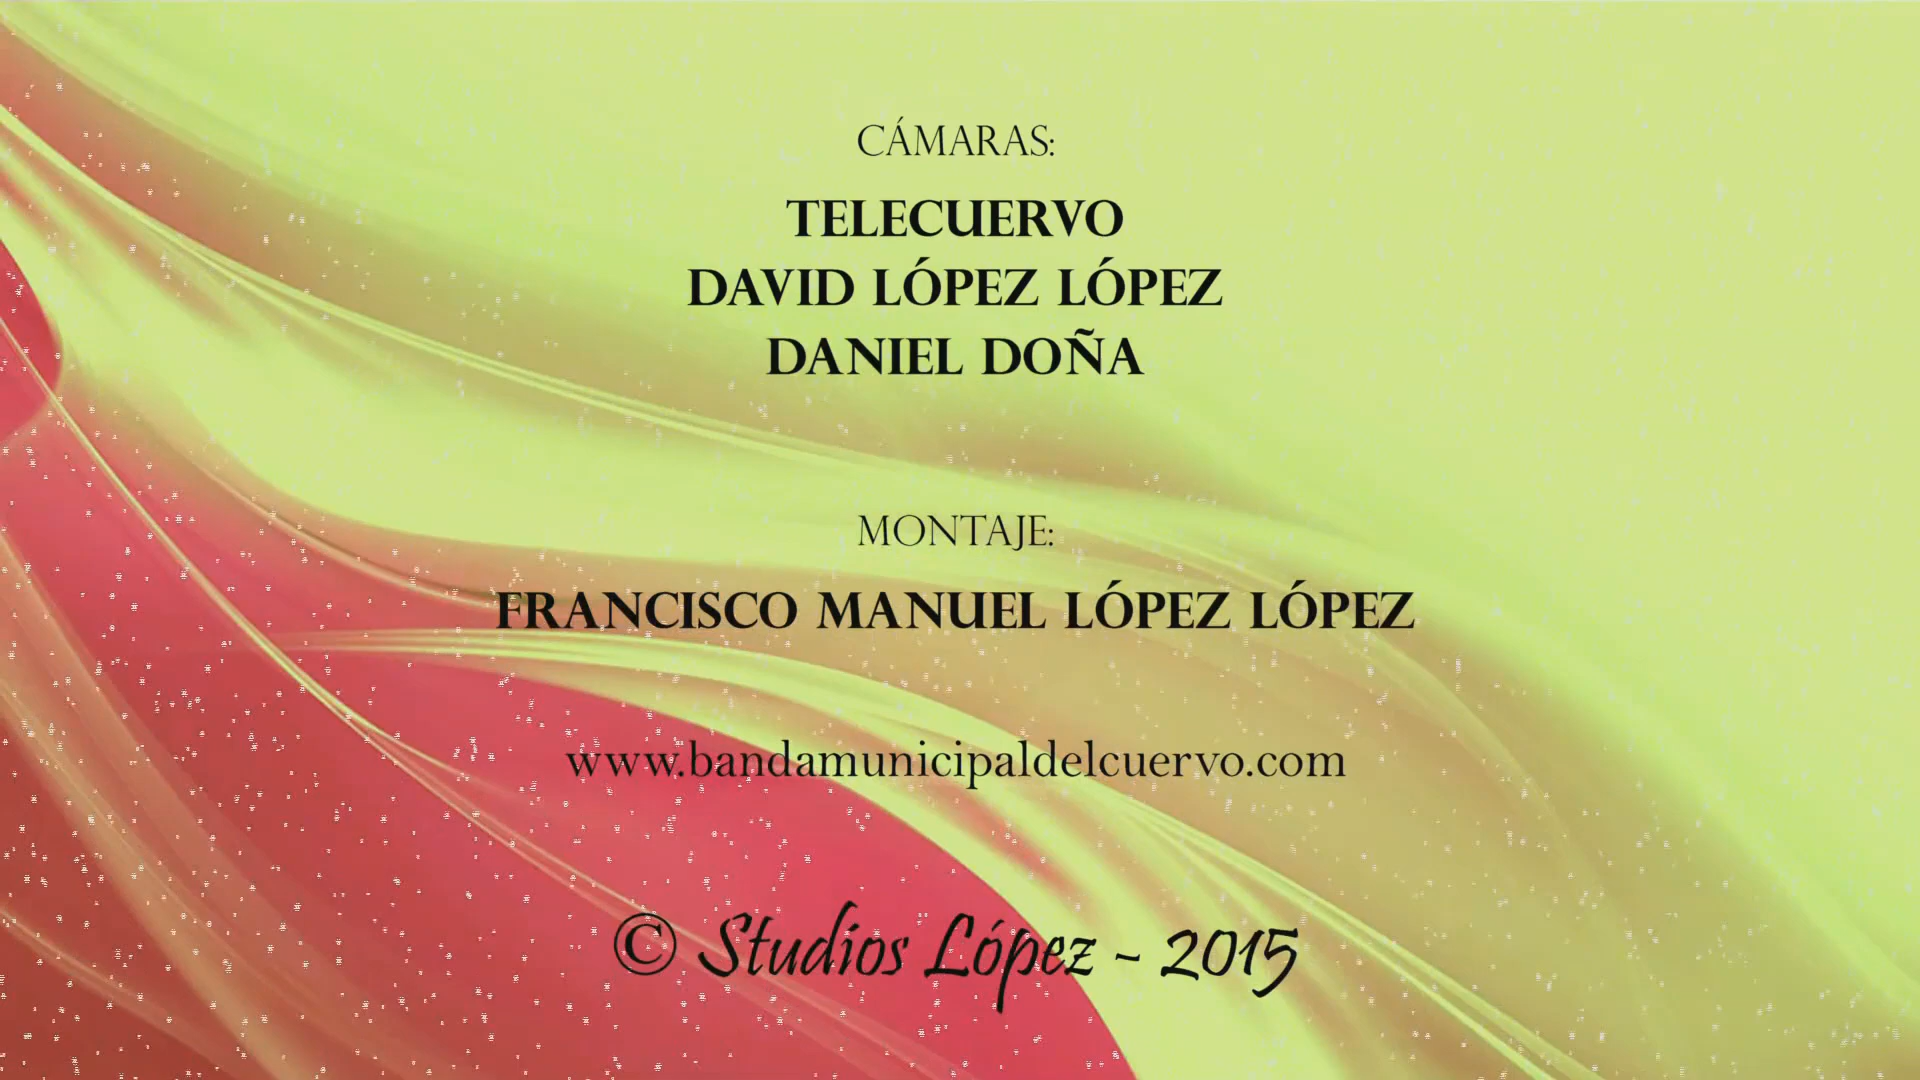 CÁMARAS:
TELECUERVO
DAVID LÓPEZ LÓPEZ
DANIEL DOÑA
MONTAJE:
FRANCISCO MANUEL LÓPEZ LÓPEZ
www.bandamunicipaldelcuervo.com
© Studios López - 2015